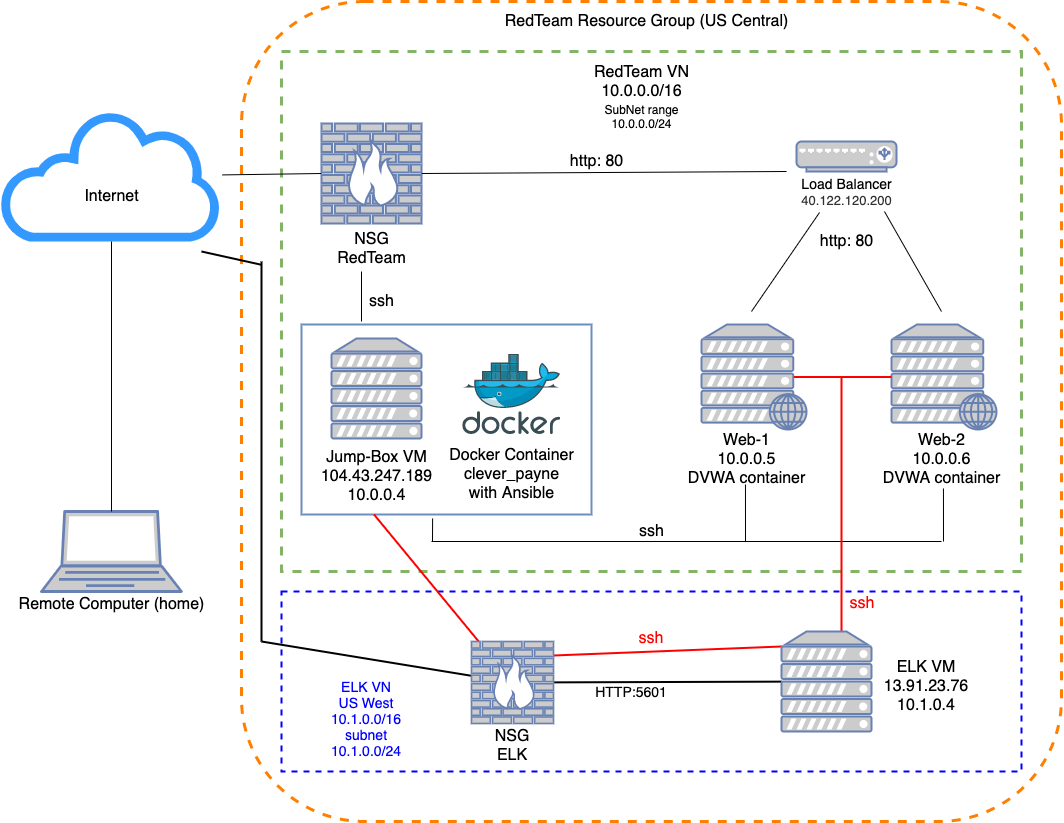 RedTeam Resource Group (US Central)
RedTeam VN
10.0.0.0/16
SubNet range
10.0.0.0/24
http: 80
Internet
Load Balancer
40.122.120.200
NSG
RedTeam
http: 80
ssh
docker
Jump-Box VM
104.43.247.189
10.0.0.4
Docker Container
clever_payne
with Ansible
Web-1
10.0.0.5
DVWA container
Web-2
10.0.0.6
DVWA container
ssh
Remote Computer (home)
ssh
ssh
ELK VN
US West
10.1.0.0/16
subnet
10.1.0.0/24
HTTP:5601
NSG
ELK
ELK VM
13.91.23.76
10.1.0.4